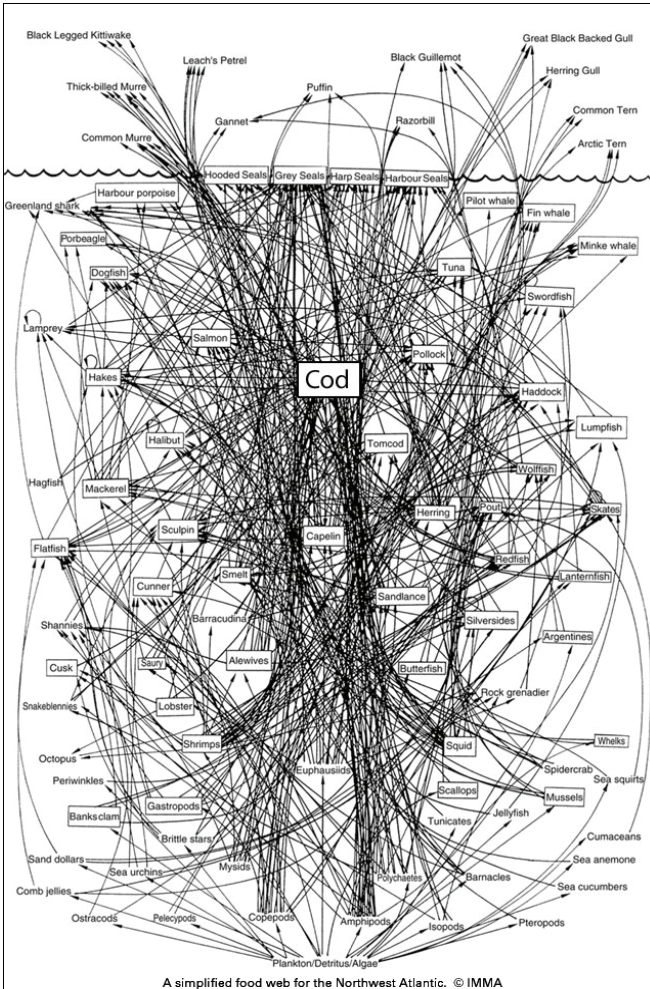 Black Legged Kittiwake
Leach's Petrel
Black Guillemot
Great Black Backed Gull
Herring Gull
Thick-billed Murre
Puffin
Common Tern
Gannet
Razorbill
Common Murre
Arctic Tern
Hooded Seals
Grey Seals
Harp Seals
Harbour Seals
Harbour porpoise
Pilot whale
Greenland shark
Fin whale
Porbeagle
Minke whale
Dogfish
Tuna
Swordfish
Lamprey
Salmon
Pollock
Hakes
Cod
Haddock
Lumpfish
Halibut
Tomcod
Wolffish
Hagfish
Mackerel
Herring
Pout
Skates
Sculpin
Capelin
Flatfish
Redfish
Smelt
Lanternfish
Cunner
Sandlance
Barracudina
Silversides
Shannies
Argentines
Saury
Alewives
Cusk
Butterfish
Rock grenadier
Snakeblennies
Lobster
Shrimps
Squid
Whelks
Octopus
Euphausiids
Spidercrab
Sea squirts
Periwinkles
Scallops
Mussels
Gastropods
Banksclam
Jellyfish
Tunicates
Brittle stars
Cumaceans
Sand dollars
Mysids
Sea anemone
Sea urchins
Polychaetes
Barnacles
Sea cucumbers
Comb jellies
Ostracods
Pelecypods
Copepods
Amphipods
Isopods
Pteropods
Plankton/Detritus/Algae
A simplified food web for the Northwest Atlantic. © IMMA